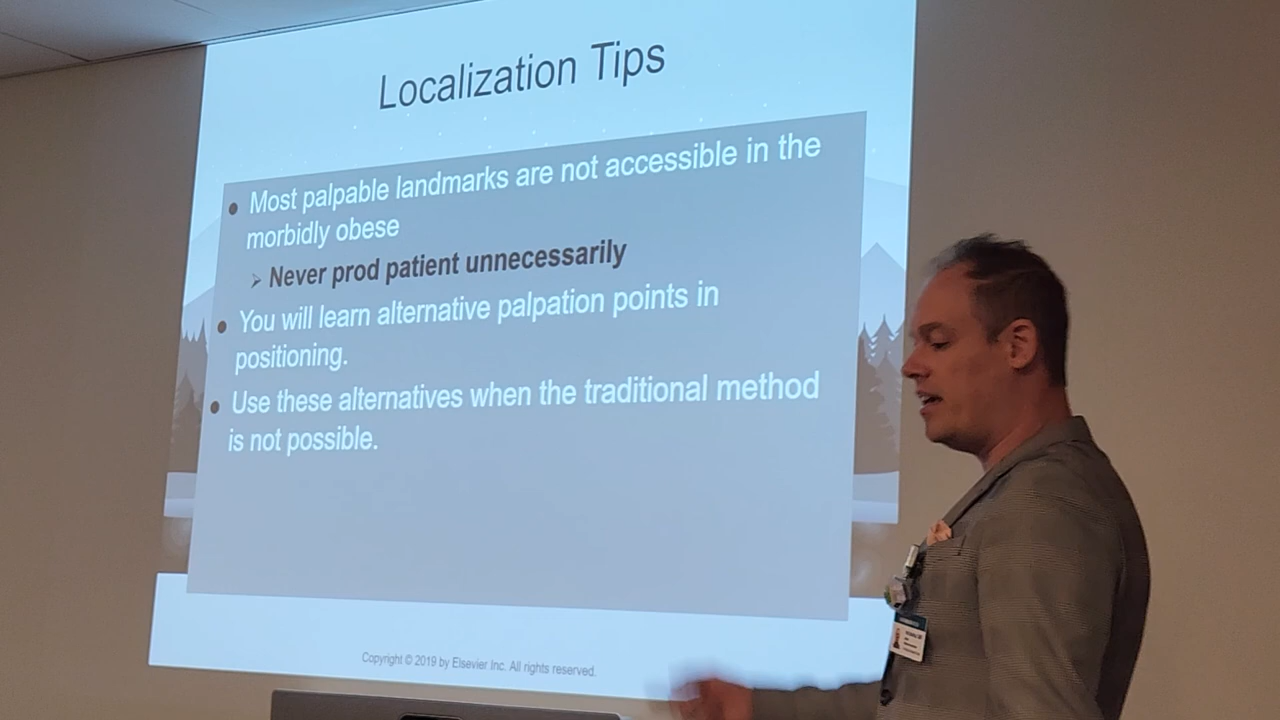 Localization Tips
Most palpable landmarks are not accessible in the
morbidly obese
Never prod patient unnecessarily
You will learn alternative palpation points in
positioning.
Use these alternatives when the traditional method
is not possible.
Copyright © 2019 by Elsevier Inc. All rights reserved.